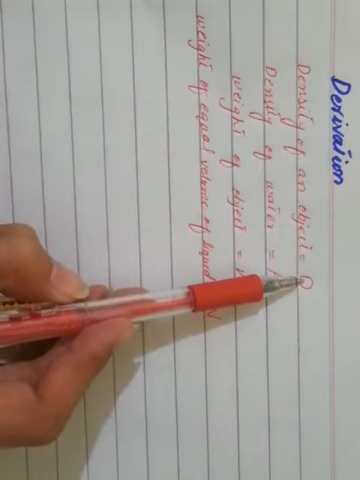 Derivation
Density of an object = D
Density of water =
weight of object =
weight of equal volume of liquid